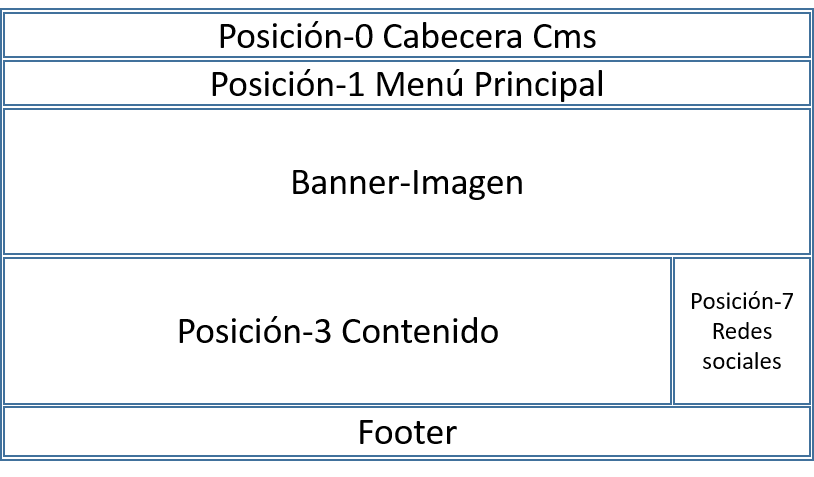 Posición-0 Cabecera Cms
Posición-1 Menú Principal
Banner-Imagen
Posición-3 Contenido
Posición-7
Redes
sociales
Footer